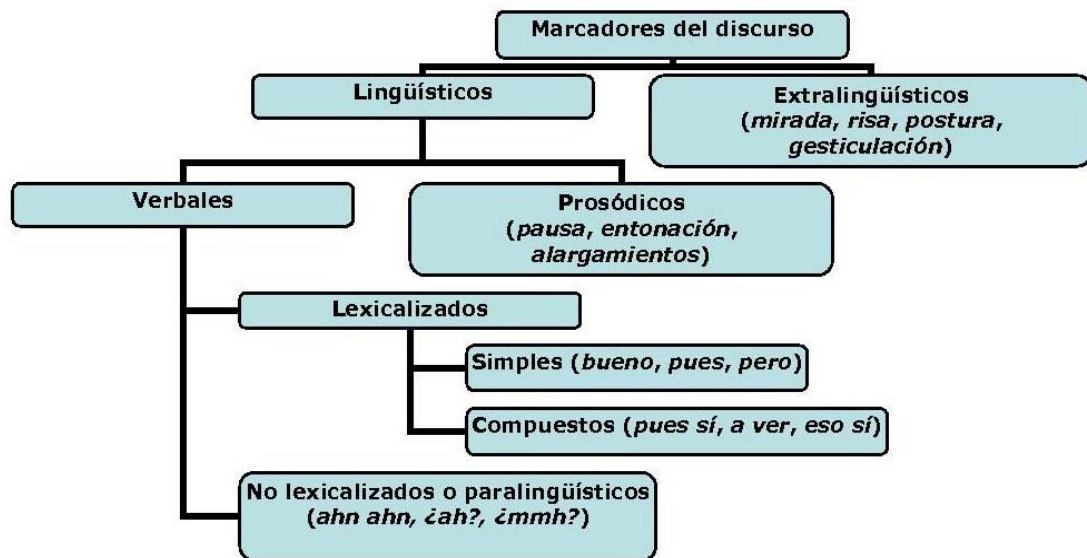 Marcadores del discurso
Lingüísticos
Extralingüísticos
(mirada, risa, postura,
gesticulación)
Verbales
Prosódicos
(pausa, entonación,
alargamientos)
Lexicalizados
Simples (bueno, pues, pero)
Compuestos (pues sí, a ver, eso sí)
No lexicalizados o paralingüísticos
(ahn ahn, ¿ah?, ¿mmh?)